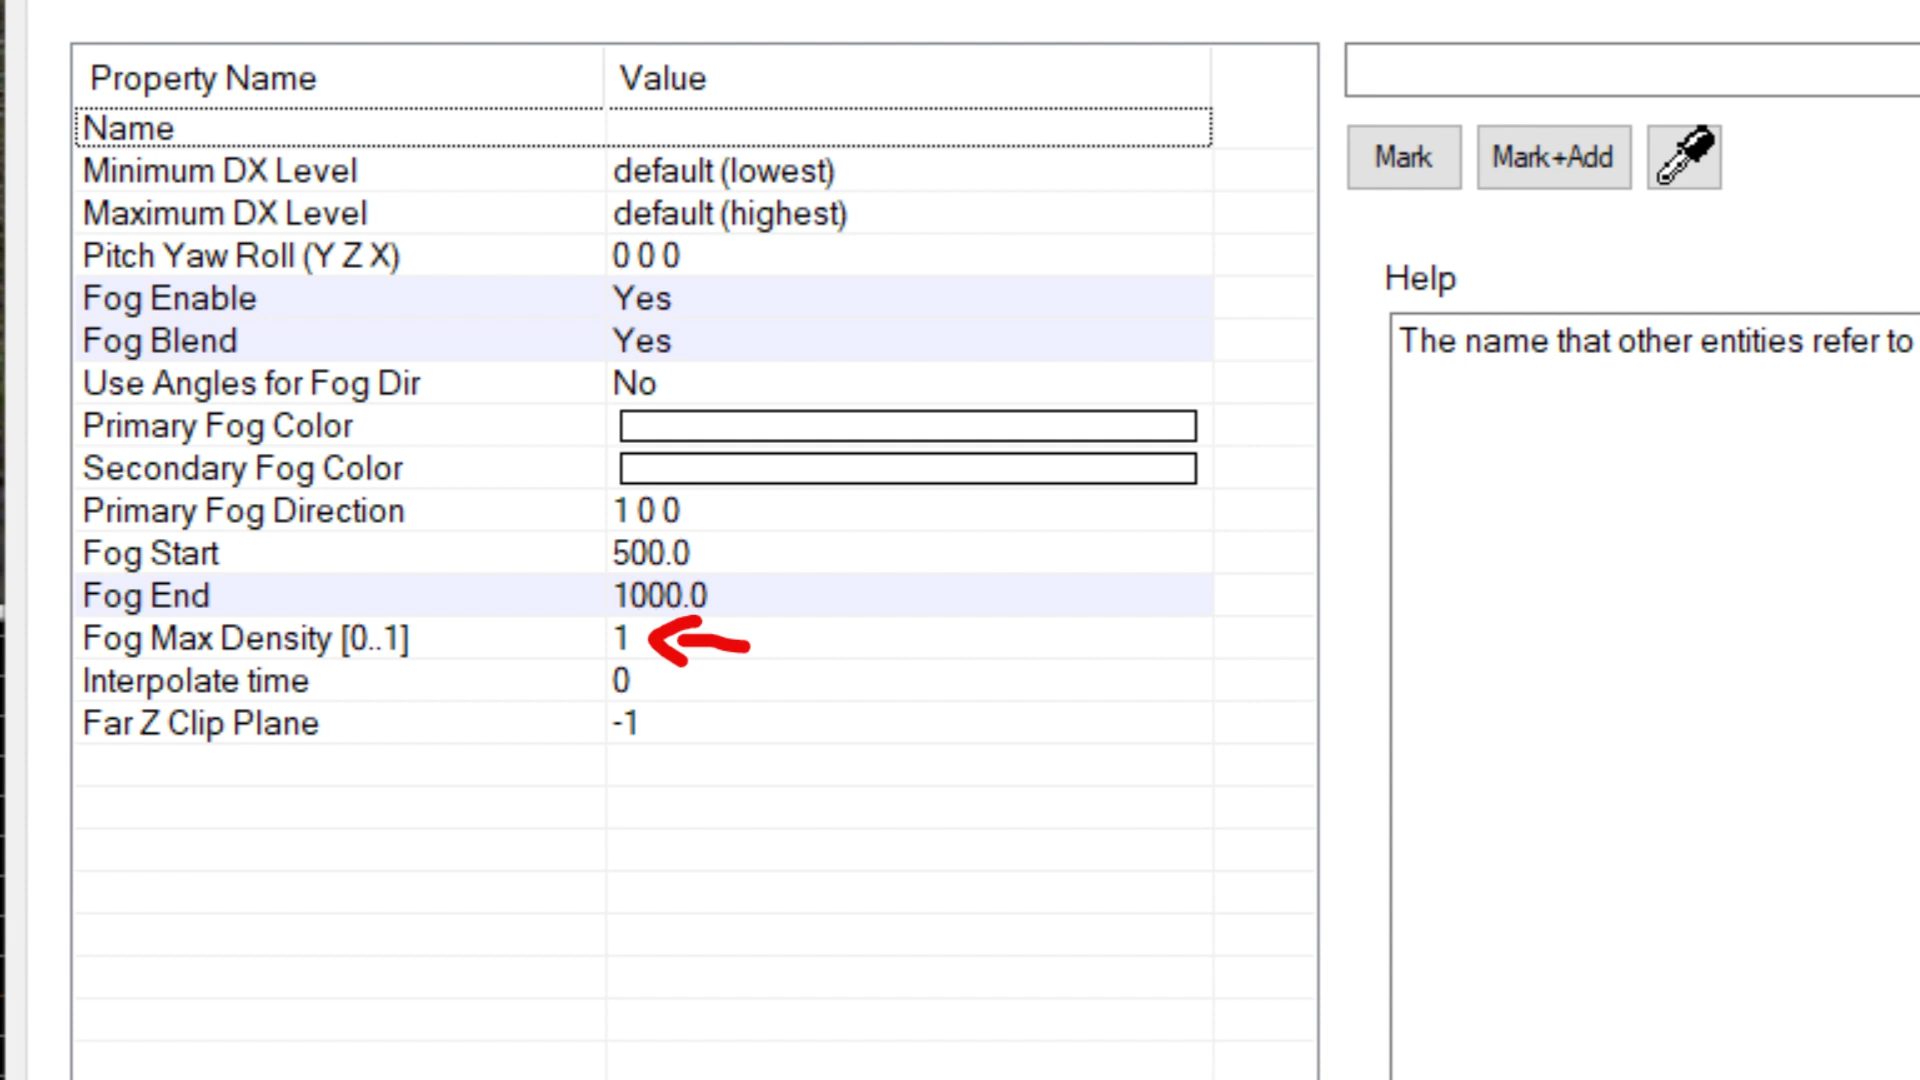 Property Name Value
Name
Minimum DX Level default (lowest)
Maximum DX Level default (highest)
Pitch Yaw Roll (Y Z X) 0 0 0
Fog Enable Yes
Fog Blend Yes
Use Angles for Fog Dir No
Primary Fog Color
Secondary Fog Color
Primary Fog Direction 1 0 0
Fog Start 500.0
Fog End 1000.0
Fog Max Density [0..1] 1
Interpolate time 0
Far Z Clip Plane -1
Mark Mark+Add
Help
The name that other entities refer to